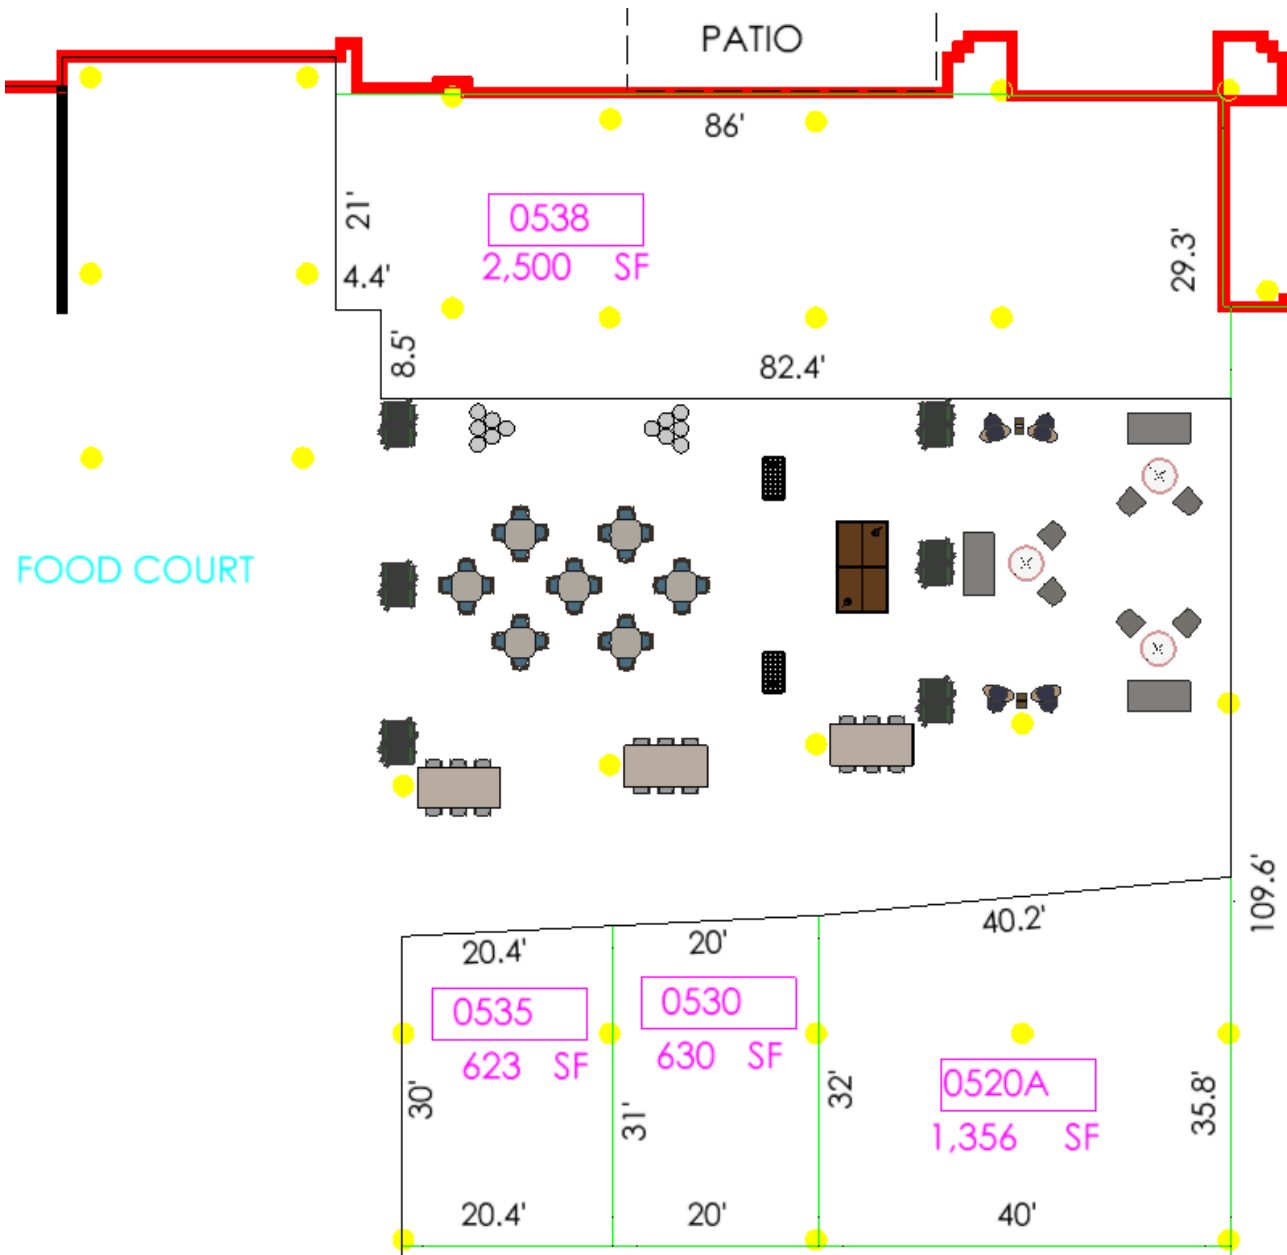 PATIO
86'
21'
0538
2,500 SF
4.4'
29.3'
8.5'
82.4'
FOOD COURT
109.6'
20.4'
20'
40.2'
0535
623 SF
0530
630 SF
0520A
1,356 SF
30'
31'
32'
35.8'
20.4'
20'
40'